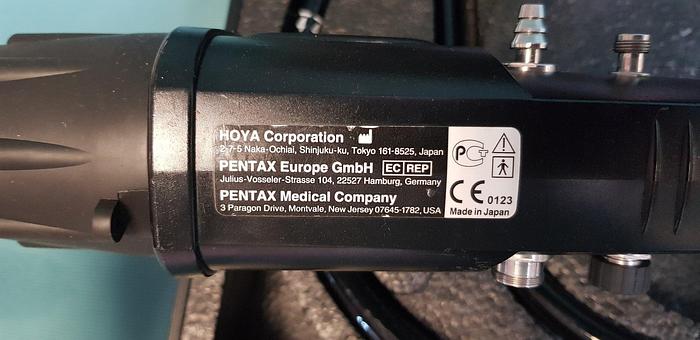 HOYA Corporation
2-7-5 Naka-Ochiai, Shinjuku-ku, Tokyo 161-8525, Japan
PENTAX Europe GmbH EC REP
Julius-Vosseler-Strasse 104, 22527 Hamburg, Germany
PENTAX Medical Company
3 Paragon Drive, Montvale, New Jersey 07645-1782, USA
CE 0123
Made in Japan